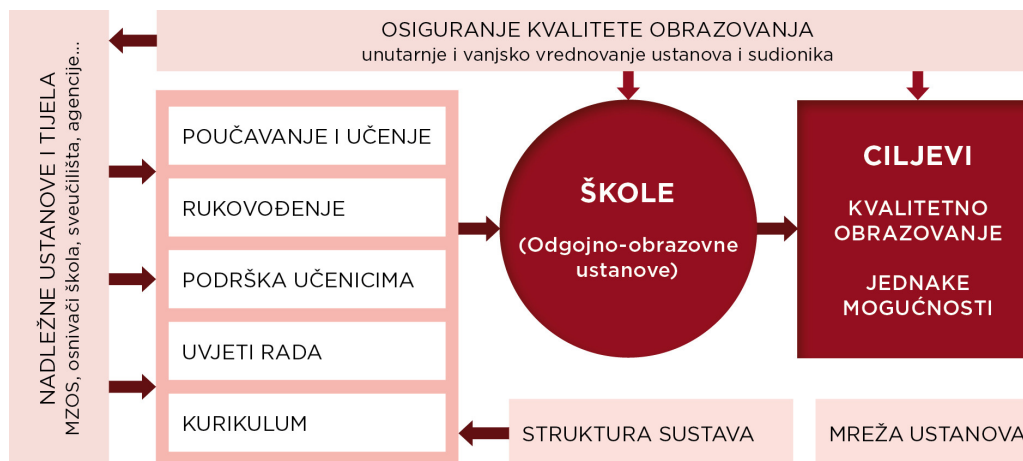 OSIGURANJE KVALITETE OBRAZOVANJA
unutarnje i vanjsko vrednovanje ustanova i sudionika
NADLEŽNE USTANOVE I TIJELA
MZOS, osnivači škola, sveučilišta, agencije...
POUČAVANJE I UČENJE
RUKOVOĐENJE
PODRŠKA UČENICIMA
UVJETI RADA
KURIKULUM
ŠKOLE
(Odgojno-obrazovne
ustanove)
CILJEVI
KVALITETNO
OBRAZOVANJE
JEDNAKE
MOGUĆNOSTI
STRUKTURA SUSTAVA
MREŽA USTANOVA